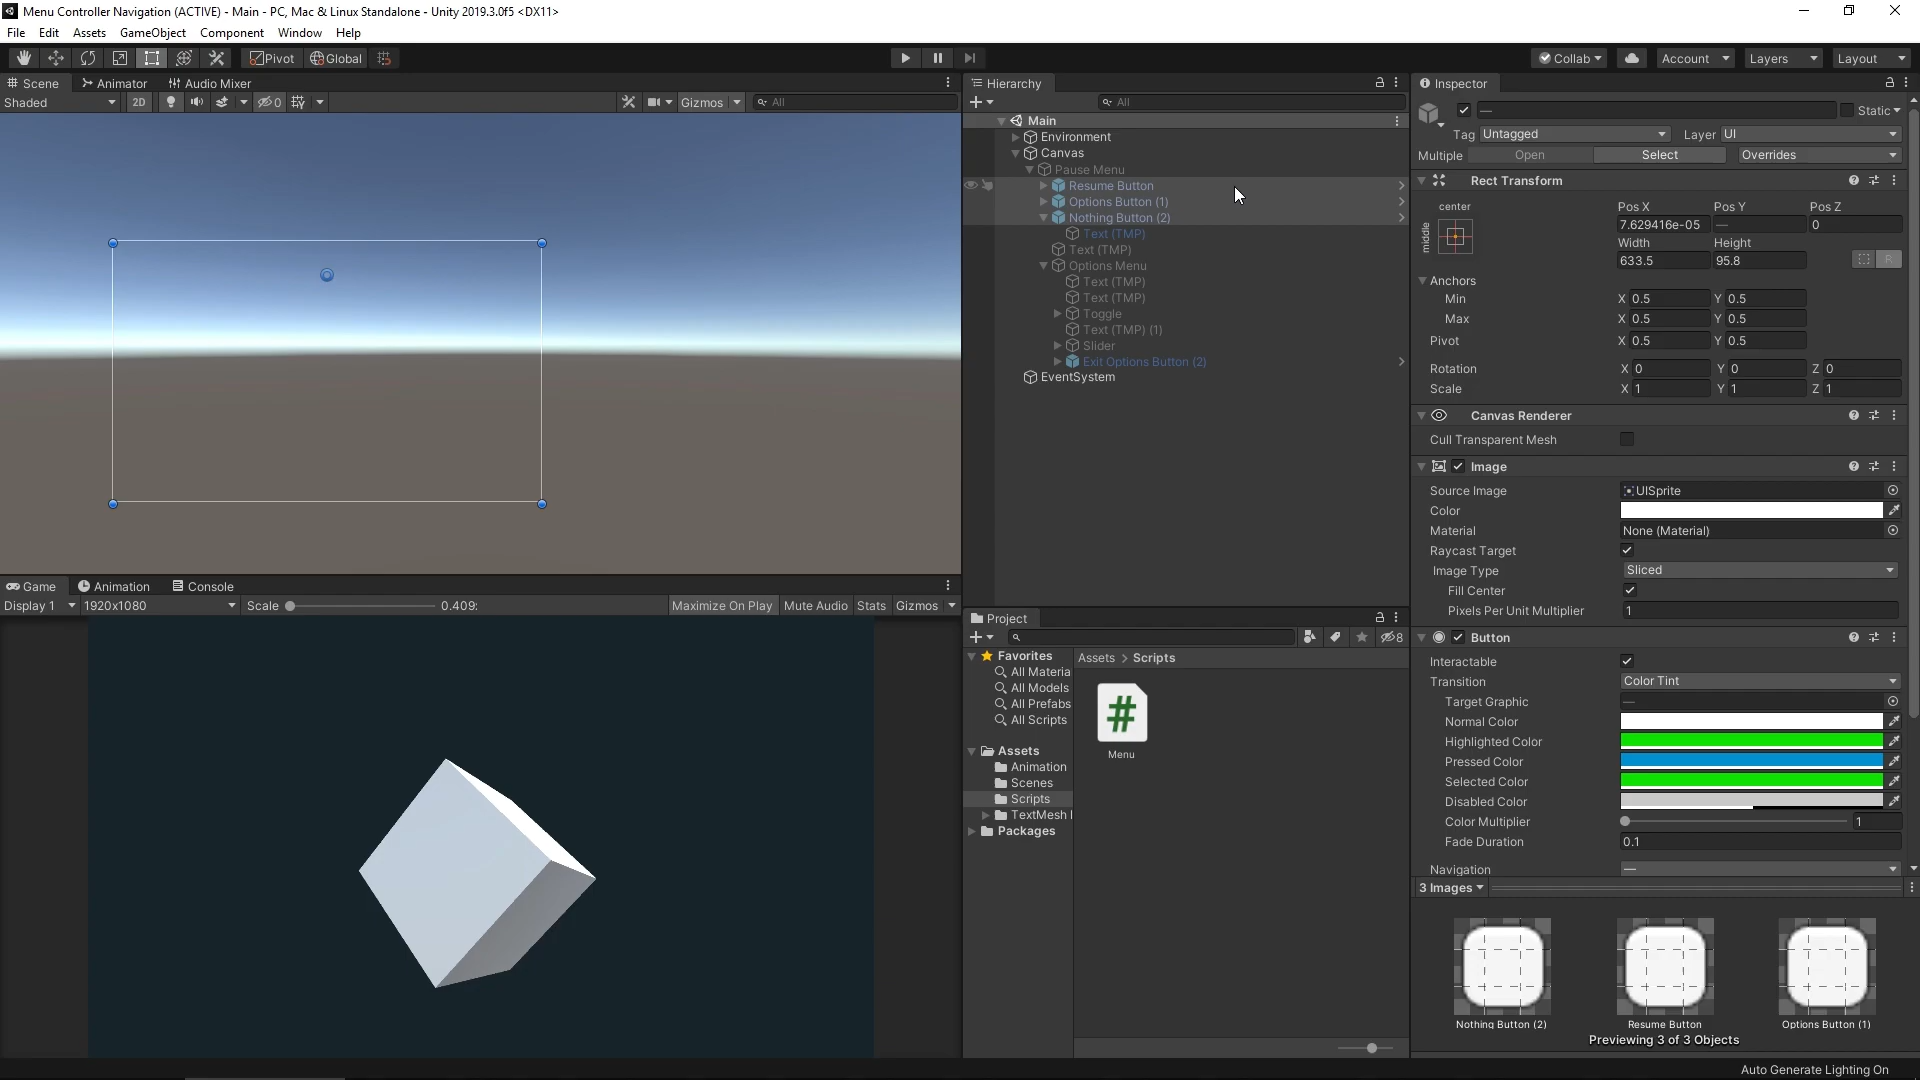 Menu Controller Navigation (ACTIVE) - Main - PC, Mac & Linux Standalone - Unity 2019.3.0f5 <DX11>
File Edit Assets GameObject Component Window Help
Pivot Global
Collab Account Layers Layout
Scene Animator Audio Mixer
Shaded 2D 0 Gizmos All
Hierarchy
All
Main
Environment
Canvas
Pause Menu
Resume Button
Options Button (1)
Nothing Button (2)
Text (TMP)
Text (TMP)
Options Menu
Text (TMP)
Text (TMP)
Toggle
Text (TMP) (1)
Slider
Exit Options Button (2)
EventSystem
Game Animation Console
Display 1 1920x1080 Scale 0.409: Maximize On Play Mute Audio Stats Gizmos
Project
8
Favorites
All Materia
All Models
All Prefabs
All Scripts
Assets
Animation
Scenes
Scripts
TextMesh
Packages
Assets > Scripts
#
Menu
Inspector
— Static
Tag Untagged Layer UI
Multiple Open Select Overrides
Rect Transform
center
middle
Pos X Pos Y Pos Z
7.629416e-05 — 0
Width Height
633.5 95.8
R
Anchors
Min X 0.5 Y 0.5
Max X 0.5 Y 0.5
Pivot X 0.5 Y 0.5
Rotation X 0 Y 0 Z 0
Scale X 1 Y 1 Z 1
Canvas Renderer
Cull Transparent Mesh
Image
Source Image UISprite
Color
Material None (Material)
Raycast Target
Image Type Sliced
Fill Center
Pixels Per Unit Multiplier 1
Button
Interactable
Transition Color Tint
Target Graphic —
Normal Color
Highlighted Color
Pressed Color
Selected Color
Disabled Color
Color Multiplier 1
Fade Duration 0.1
Navigation —
3 Images
Nothing Button (2) Resume Button Options Button (1)
Previewing 3 of 3 Objects
Auto Generate Lighting On